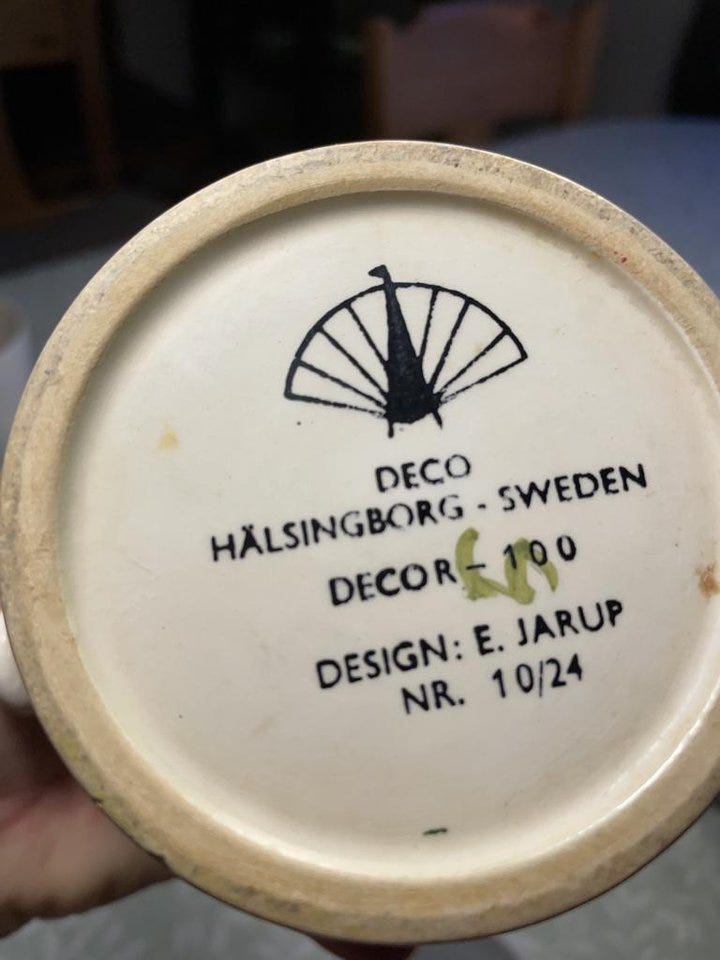 DECO
HÄLSINGBORG - SWEDEN
DECOR - 100
DESIGN: E. JARUP
NR. 10/24